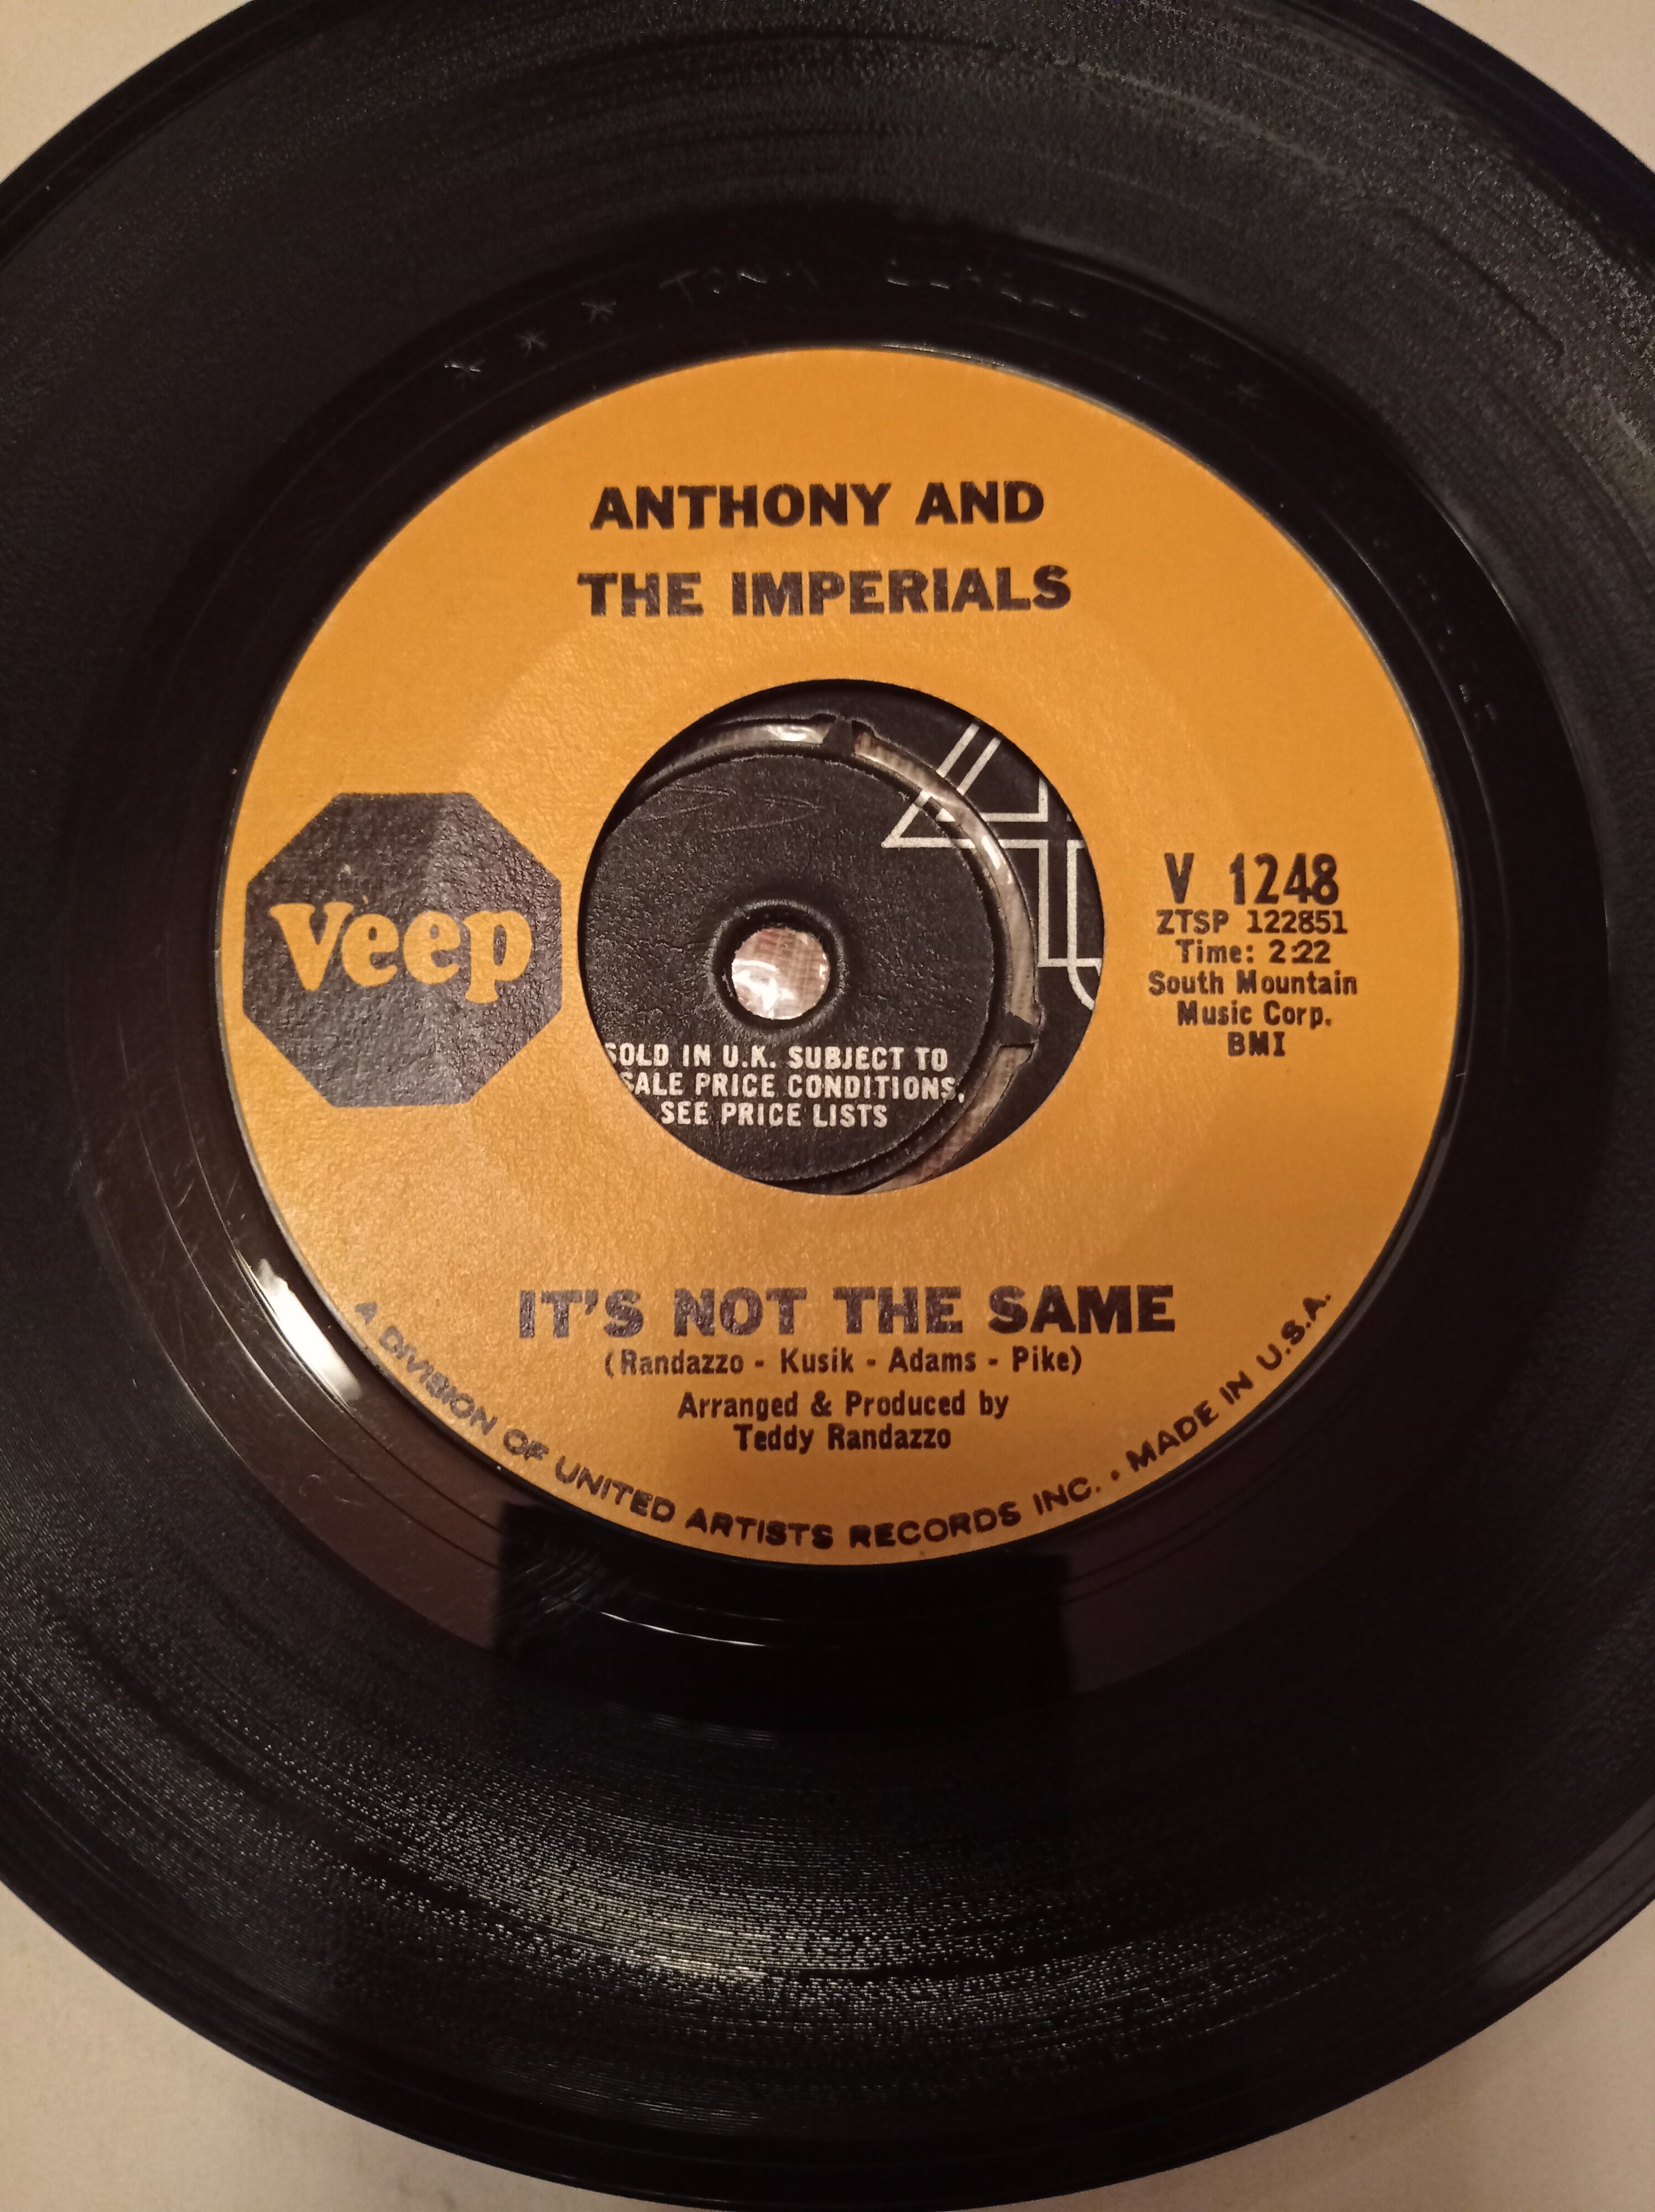 ANTHONY AND
THE IMPERIALS
Veep
V 1248
ZTSP 122851
Time: 2:22
South Mountain
Music Corp.
BMI
SOLD IN U.K. SUBJECT TO
SALE PRICE CONDITIONS,
SEE PRICE LISTS
IT'S NOT THE SAME
(Randazzo - Kusik - Adams - Pike)
Arranged & Produced by
Teddy Randazzo
A DIVISION OF UNITED ARTISTS RECORDS INC. • MADE IN U.S.A.